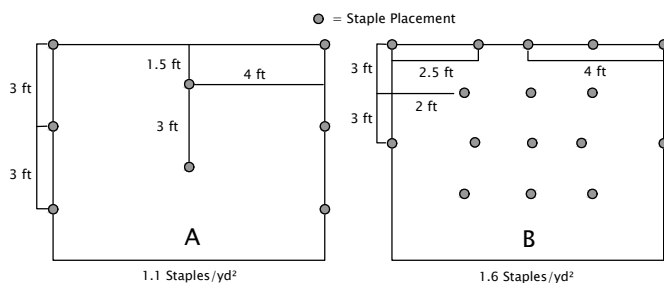 = Staple Placement
1.5 ft
4 ft
3 ft
3 ft
3 ft
A
1.1 Staples/yd²
3 ft
2.5 ft
4 ft
2 ft
3 ft
B
1.6 Staples/yd²